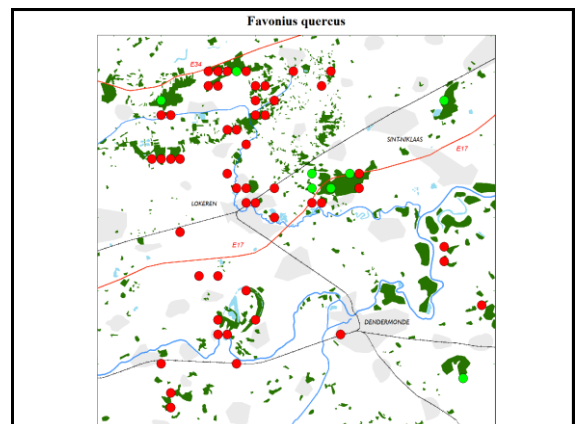 Favonius quercus
E34
SINT-NIKLAAS
E17
LOKEREN
E17
DENDERMONDE